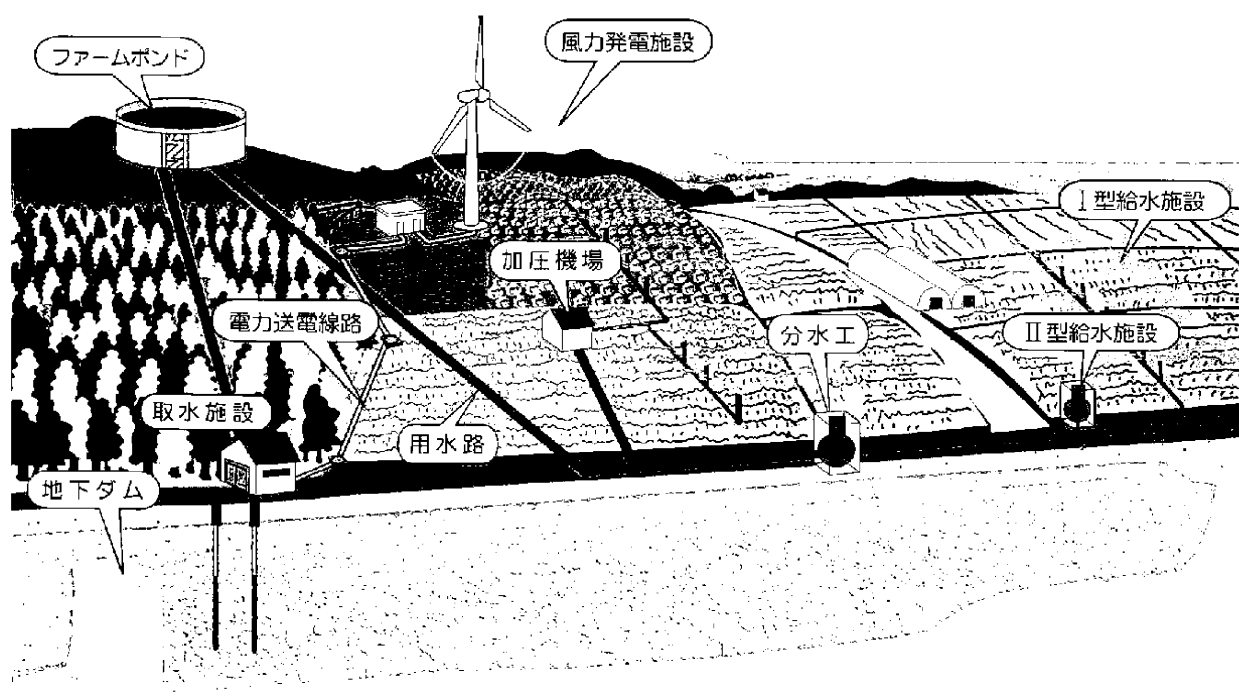 ファームポンド
風力発電施設
Ⅰ型給水施設
加圧機場
電力送電線路
分水工
Ⅱ型給水施設
取水施設
用水路
地下ダム